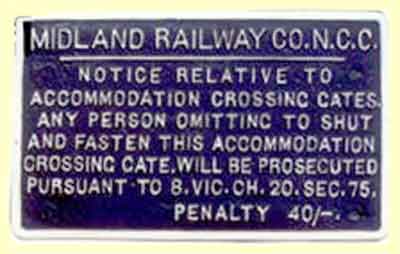 MIDLAND RAILWAY CO. N.C.C.
NOTICE RELATIVE TO
ACCOMMODATION CROSSING GATES.
ANY PERSON OMITTING TO SHUT
AND FASTEN THIS ACCOMMODATION
CROSSING GATE, WILL BE PROSECUTED
PURSUANT TO 8. VIC. CH. 20. SEC. 75.
PENALTY 40/-.